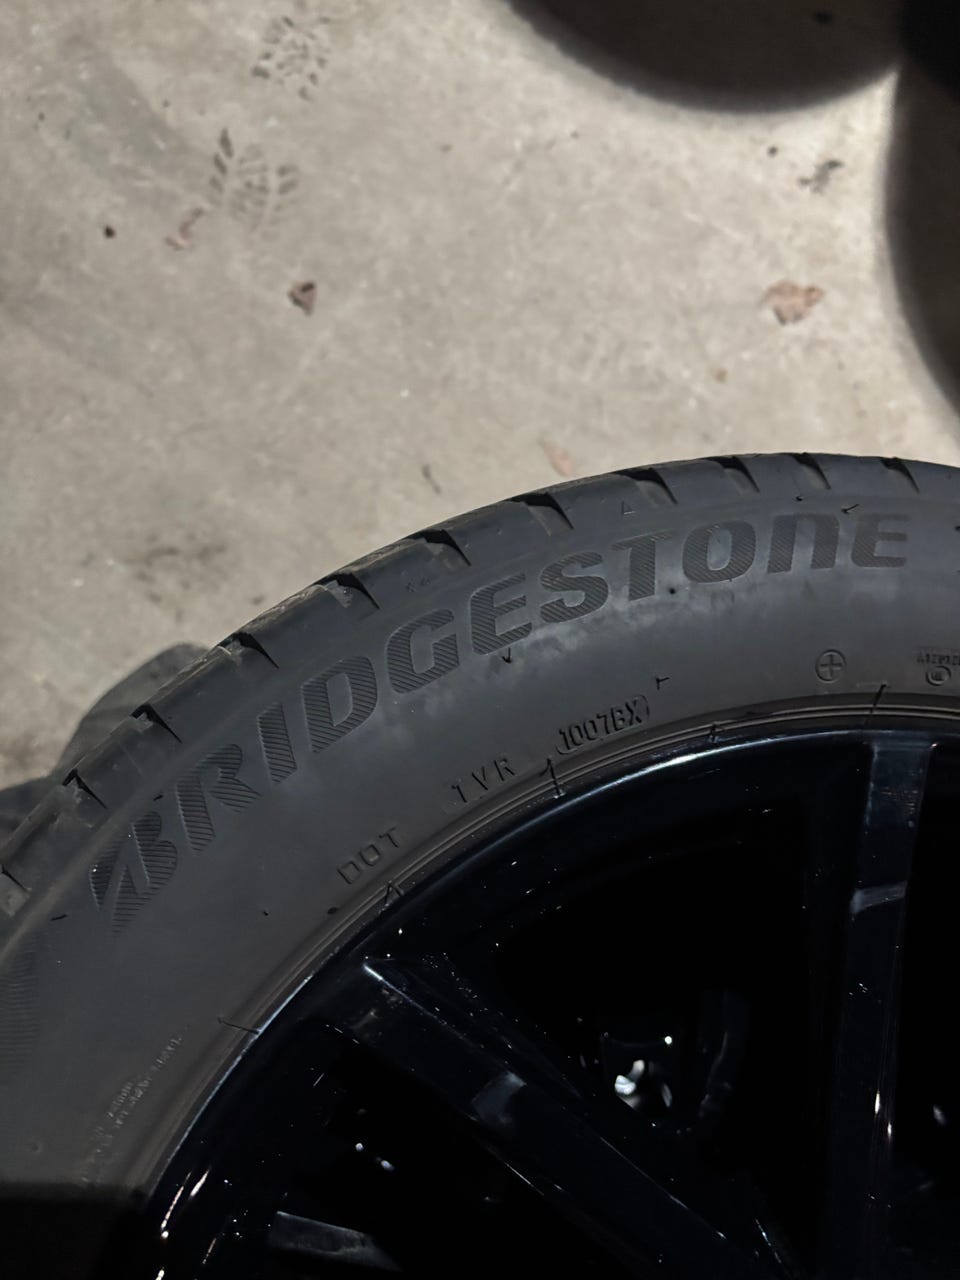 BRIDGESTONE
DOT 1VR 1007BX